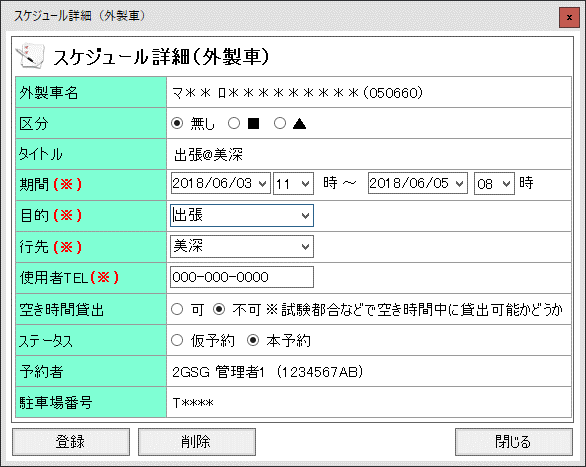 スケジュール詳細（外製車） x
スケジュール詳細(外製車)
外製車名 マ＊＊ロ＊＊＊＊＊＊＊＊＊(050660)
区分 無し ■ ▲
タイトル 出張@美深
期間(※) 2018/06/03 11 時 ～ 2018/06/05 08 時
目的(※) 出張
行先(※) 美深
使用者TEL(※) 000-000-0000
空き時間貸出 可 不可 ※試験都合などで空き時間中に貸出可能かどうか
ステータス 仮予約 本予約
予約者 2GSG 管理者1 (1234567AB)
駐車場番号 T****
登録 削除 閉じる